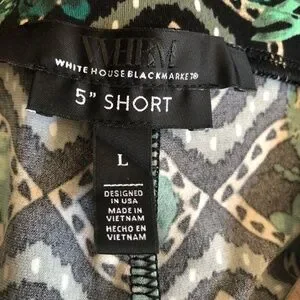 WHBM
WHITE HOUSE BLACK MARKET®
5" SHORT
L
DESIGNED
IN USA
MADE IN
VIETNAM
HECHO EN
VIETNAM